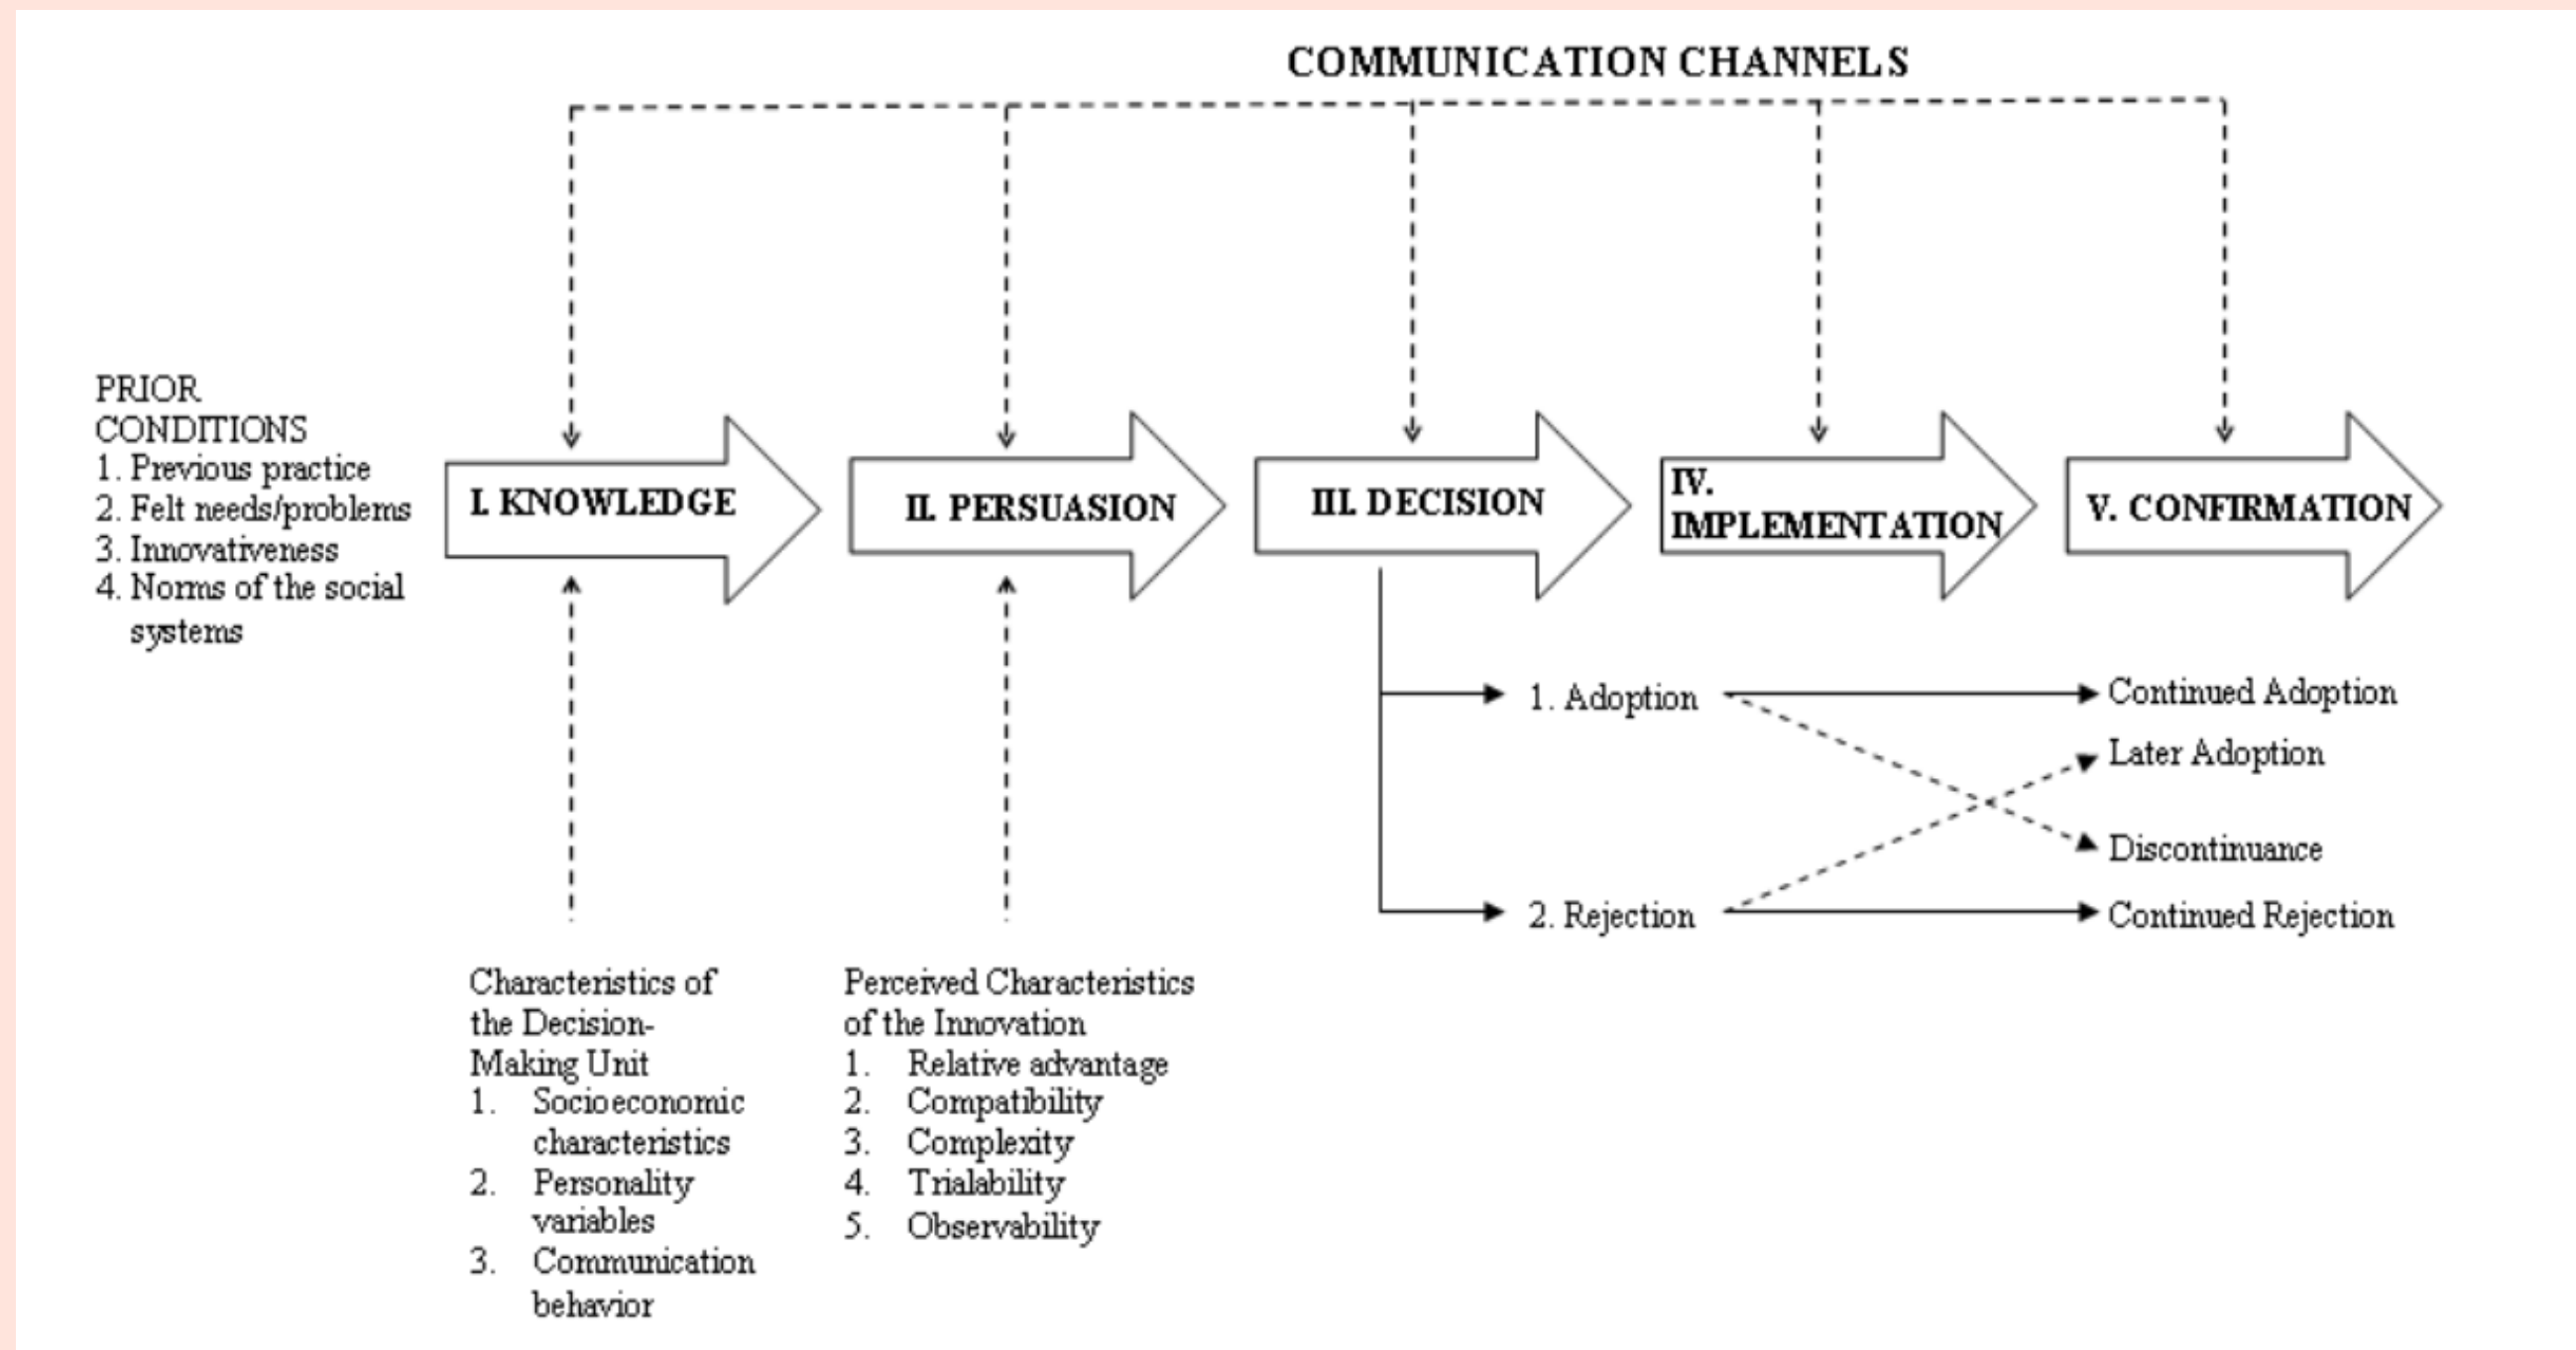 COMMUNICATION CHANNELS
PRIOR
CONDITIONS
1. Previous practice
2. Felt needs/problems
3. Innovativeness
4. Norms of the social
systems
I. KNOWLEDGE
II. PERSUASION
III. DECISION
IV.
IMPLEMENTATION
V. CONFIRMATION
1. Adoption
2. Rejection
Continued Adoption
Later Adoption
Discontinuance
Continued Rejection
Characteristics of
the Decision-
Making Unit
1. Socioeconomic
characteristics
2. Personality
variables
3. Communication
behavior
Perceived Characteristics
of the Innovation
1. Relative advantage
2. Compatibility
3. Complexity
4. Trialability
5. Observability